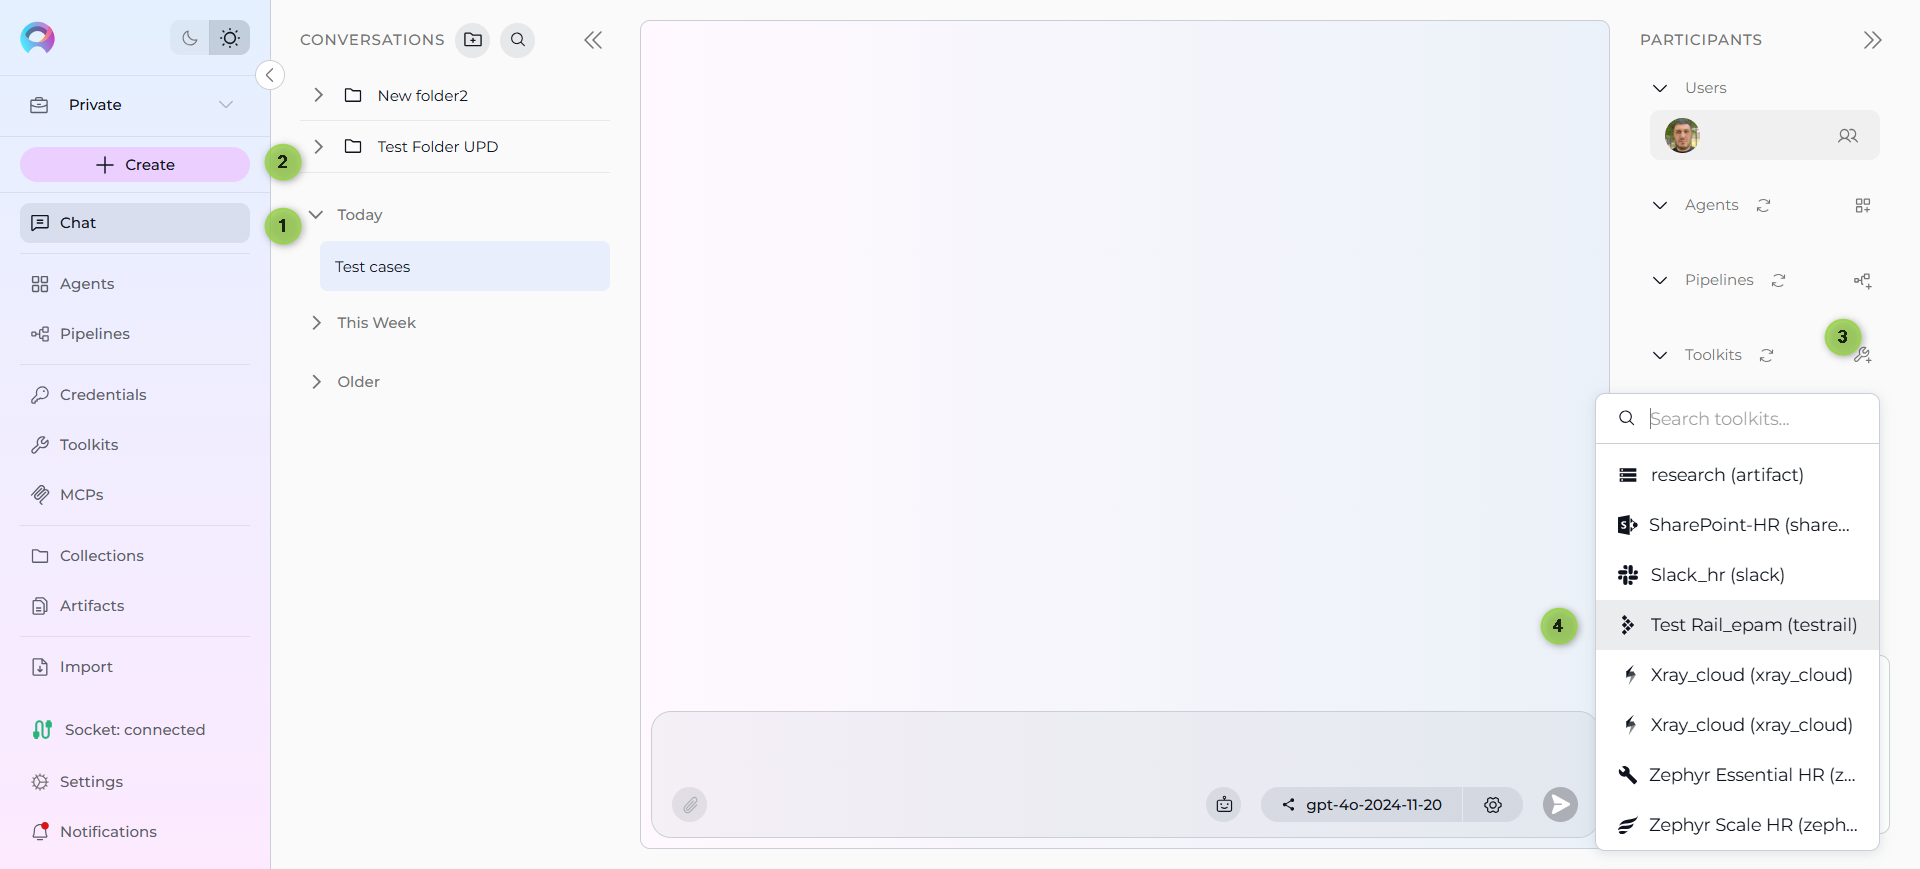 Private
Create
2
Chat
1
Agents
Pipelines
Credentials
Toolkits
MCPs
Collections
Artifacts
Import
Socket: connected
Settings
Notifications
CONVERSATIONS
New folder2
Test Folder UPD
Today
Test cases
This Week
Older
gpt-4o-2024-11-20
PARTICIPANTS
Users
Agents
Pipelines
3
Toolkits
Search toolkits...
research (artifact)
SharePoint-HR (share...
Slack_hr (slack)
4
Test Rail_epam (testrail)
Xray_cloud (xray_cloud)
Xray_cloud (xray_cloud)
Zephyr Essential HR (z...
Zephyr Scale HR (zeph...